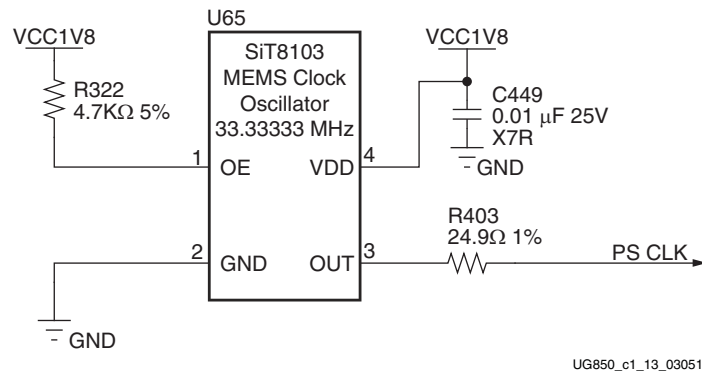 U65
VCC1V8
SiT8103
MEMS Clock
Oscillator
33.33333 MHz
VCC1V8
R322
4.7KΩ 5%
C449
0.01 μF 25V
X7R
GND
1
OE
VDD
4
R403
24.9Ω 1%
2
GND
OUT
3
PS CLK
GND
UG850_c1_13_03051